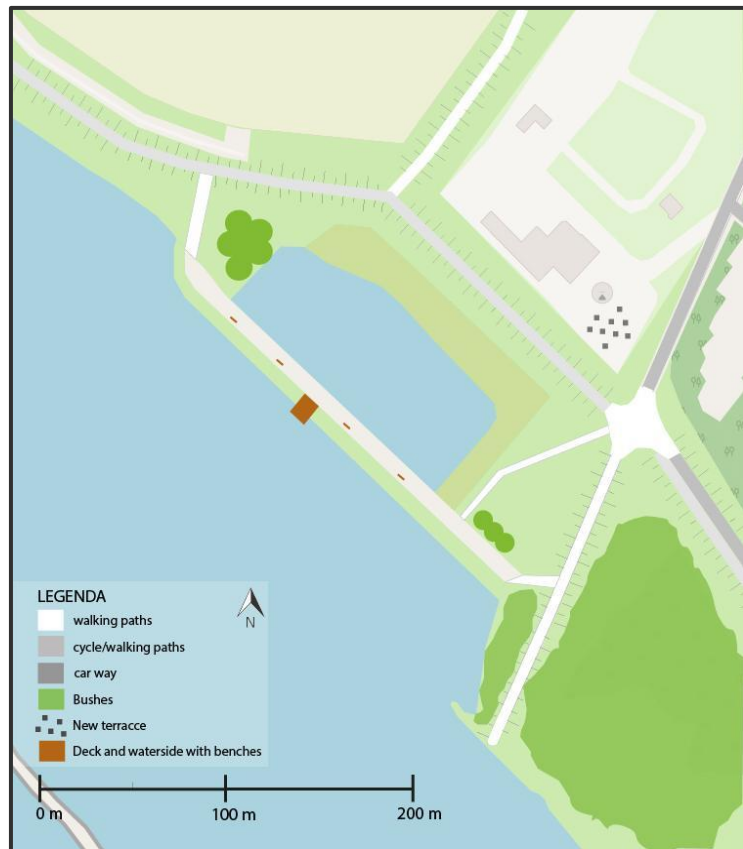 LEGENDA
N
walking paths
cycle/walking paths
car way
Bushes
New terracce
Deck and waterside with benches
0 m
100 m
200 m